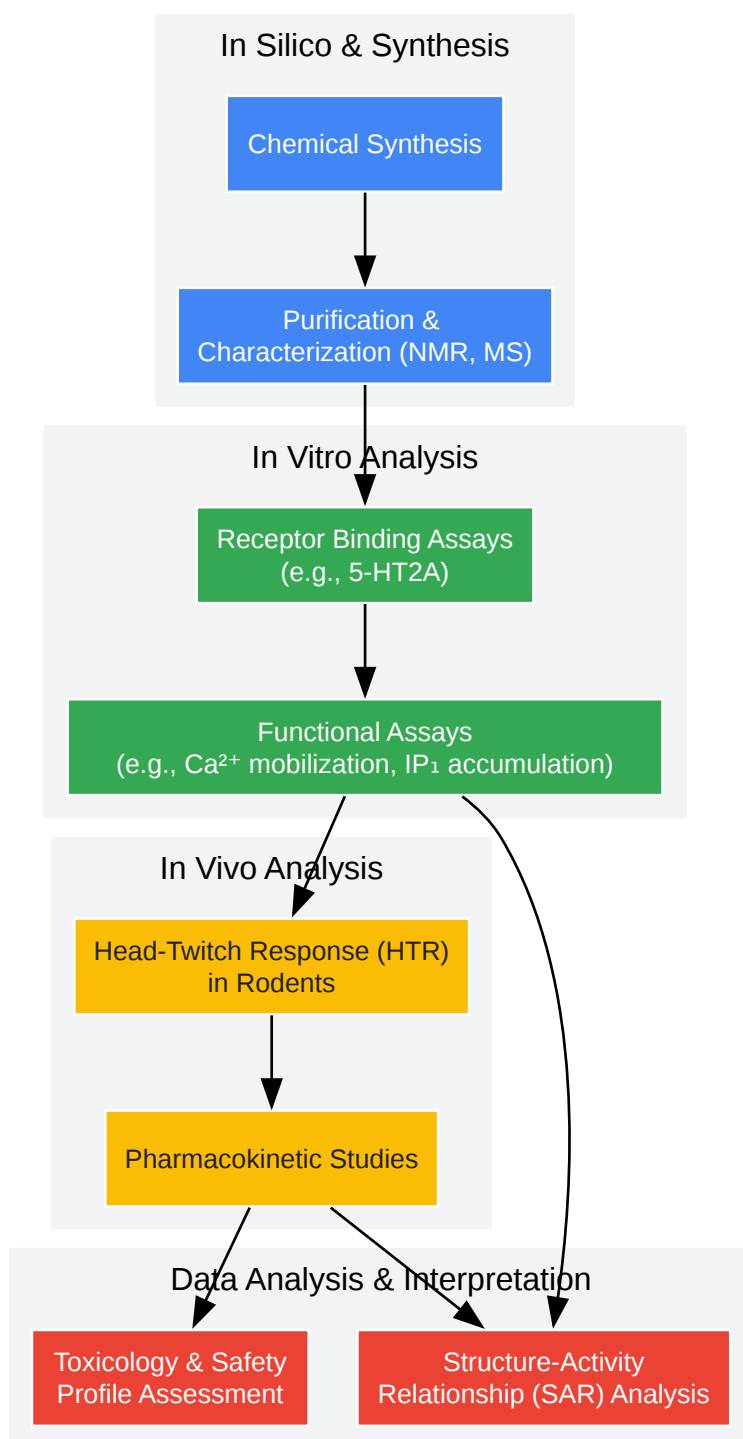 In Silico & Synthesis
Chemical Synthesis
Purification &
Characterization (NMR, MS)
In Vitro Analysis
Receptor Binding Assays
(e.g., 5-HT2A)
Functional Assays
(e.g., Ca²⁺ mobilization, IP₁ accumulation)
In Vivo Analysis
Head-Twitch Response (HTR)
in Rodents
Pharmacokinetic Studies
Data Analysis & Interpretation
Toxicology & Safety
Profile Assessment
Structure-Activity
Relationship (SAR) Analysis